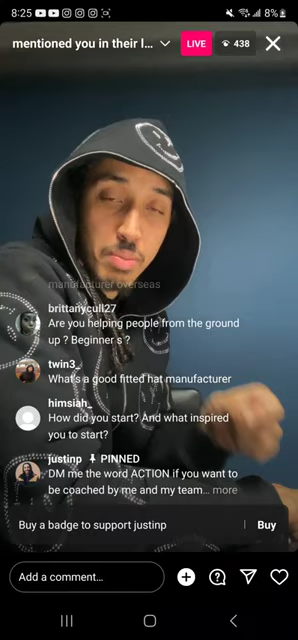 8:25
8%
mentioned you in their l...
LIVE
438
manufacturer overseas
brittanycull27
Are you helping people from the ground
up ? Beginner s ?
twin3_
What's a good fitted hat manufacturer
himsiah_
How did you start? And what inspired
you to start?
justinp PINNED
DM me the word ACTION if you want to
be coached by me and my team... more
Buy a badge to support justinp
Buy
Add a comment...